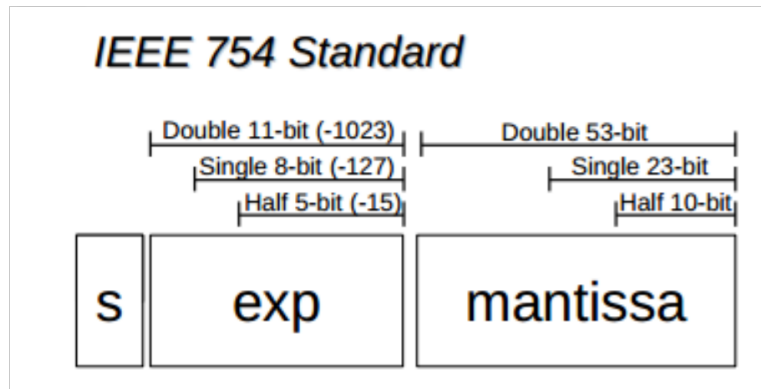 IEEE 754 Standard
Double 11-bit (-1023) Double 53-bit
Single 8-bit (-127) Single 23-bit
Half 5-bit (-15) Half 10-bit
s exp mantissa